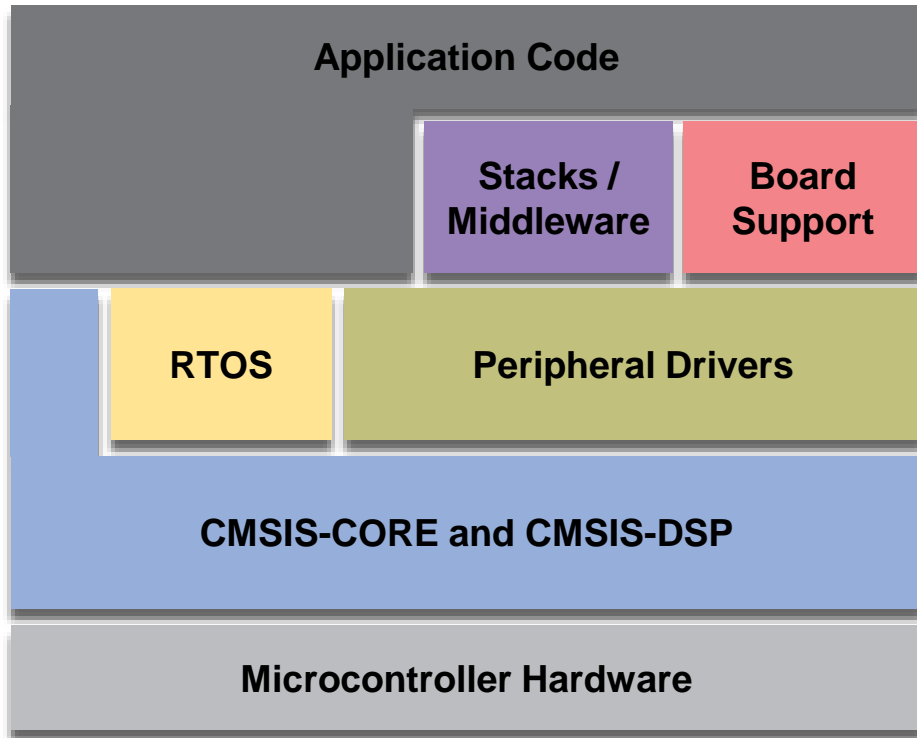 Application Code
Stacks /
Middleware
Board
Support
RTOS
Peripheral Drivers
CMSIS-CORE and CMSIS-DSP
Microcontroller Hardware